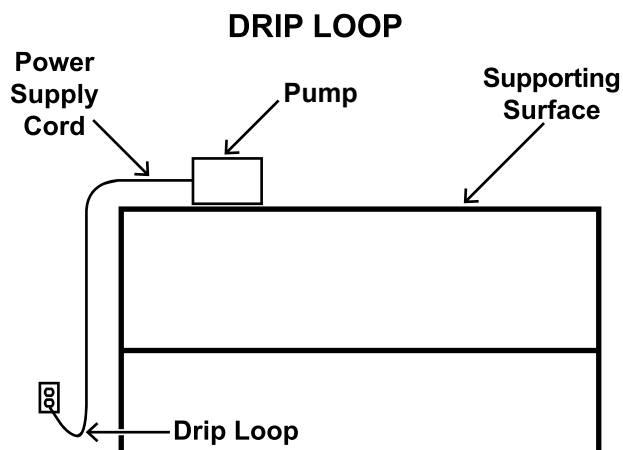 DRIP LOOP
Power
Supply
Cord
Pump
Supporting
Surface
Drip Loop